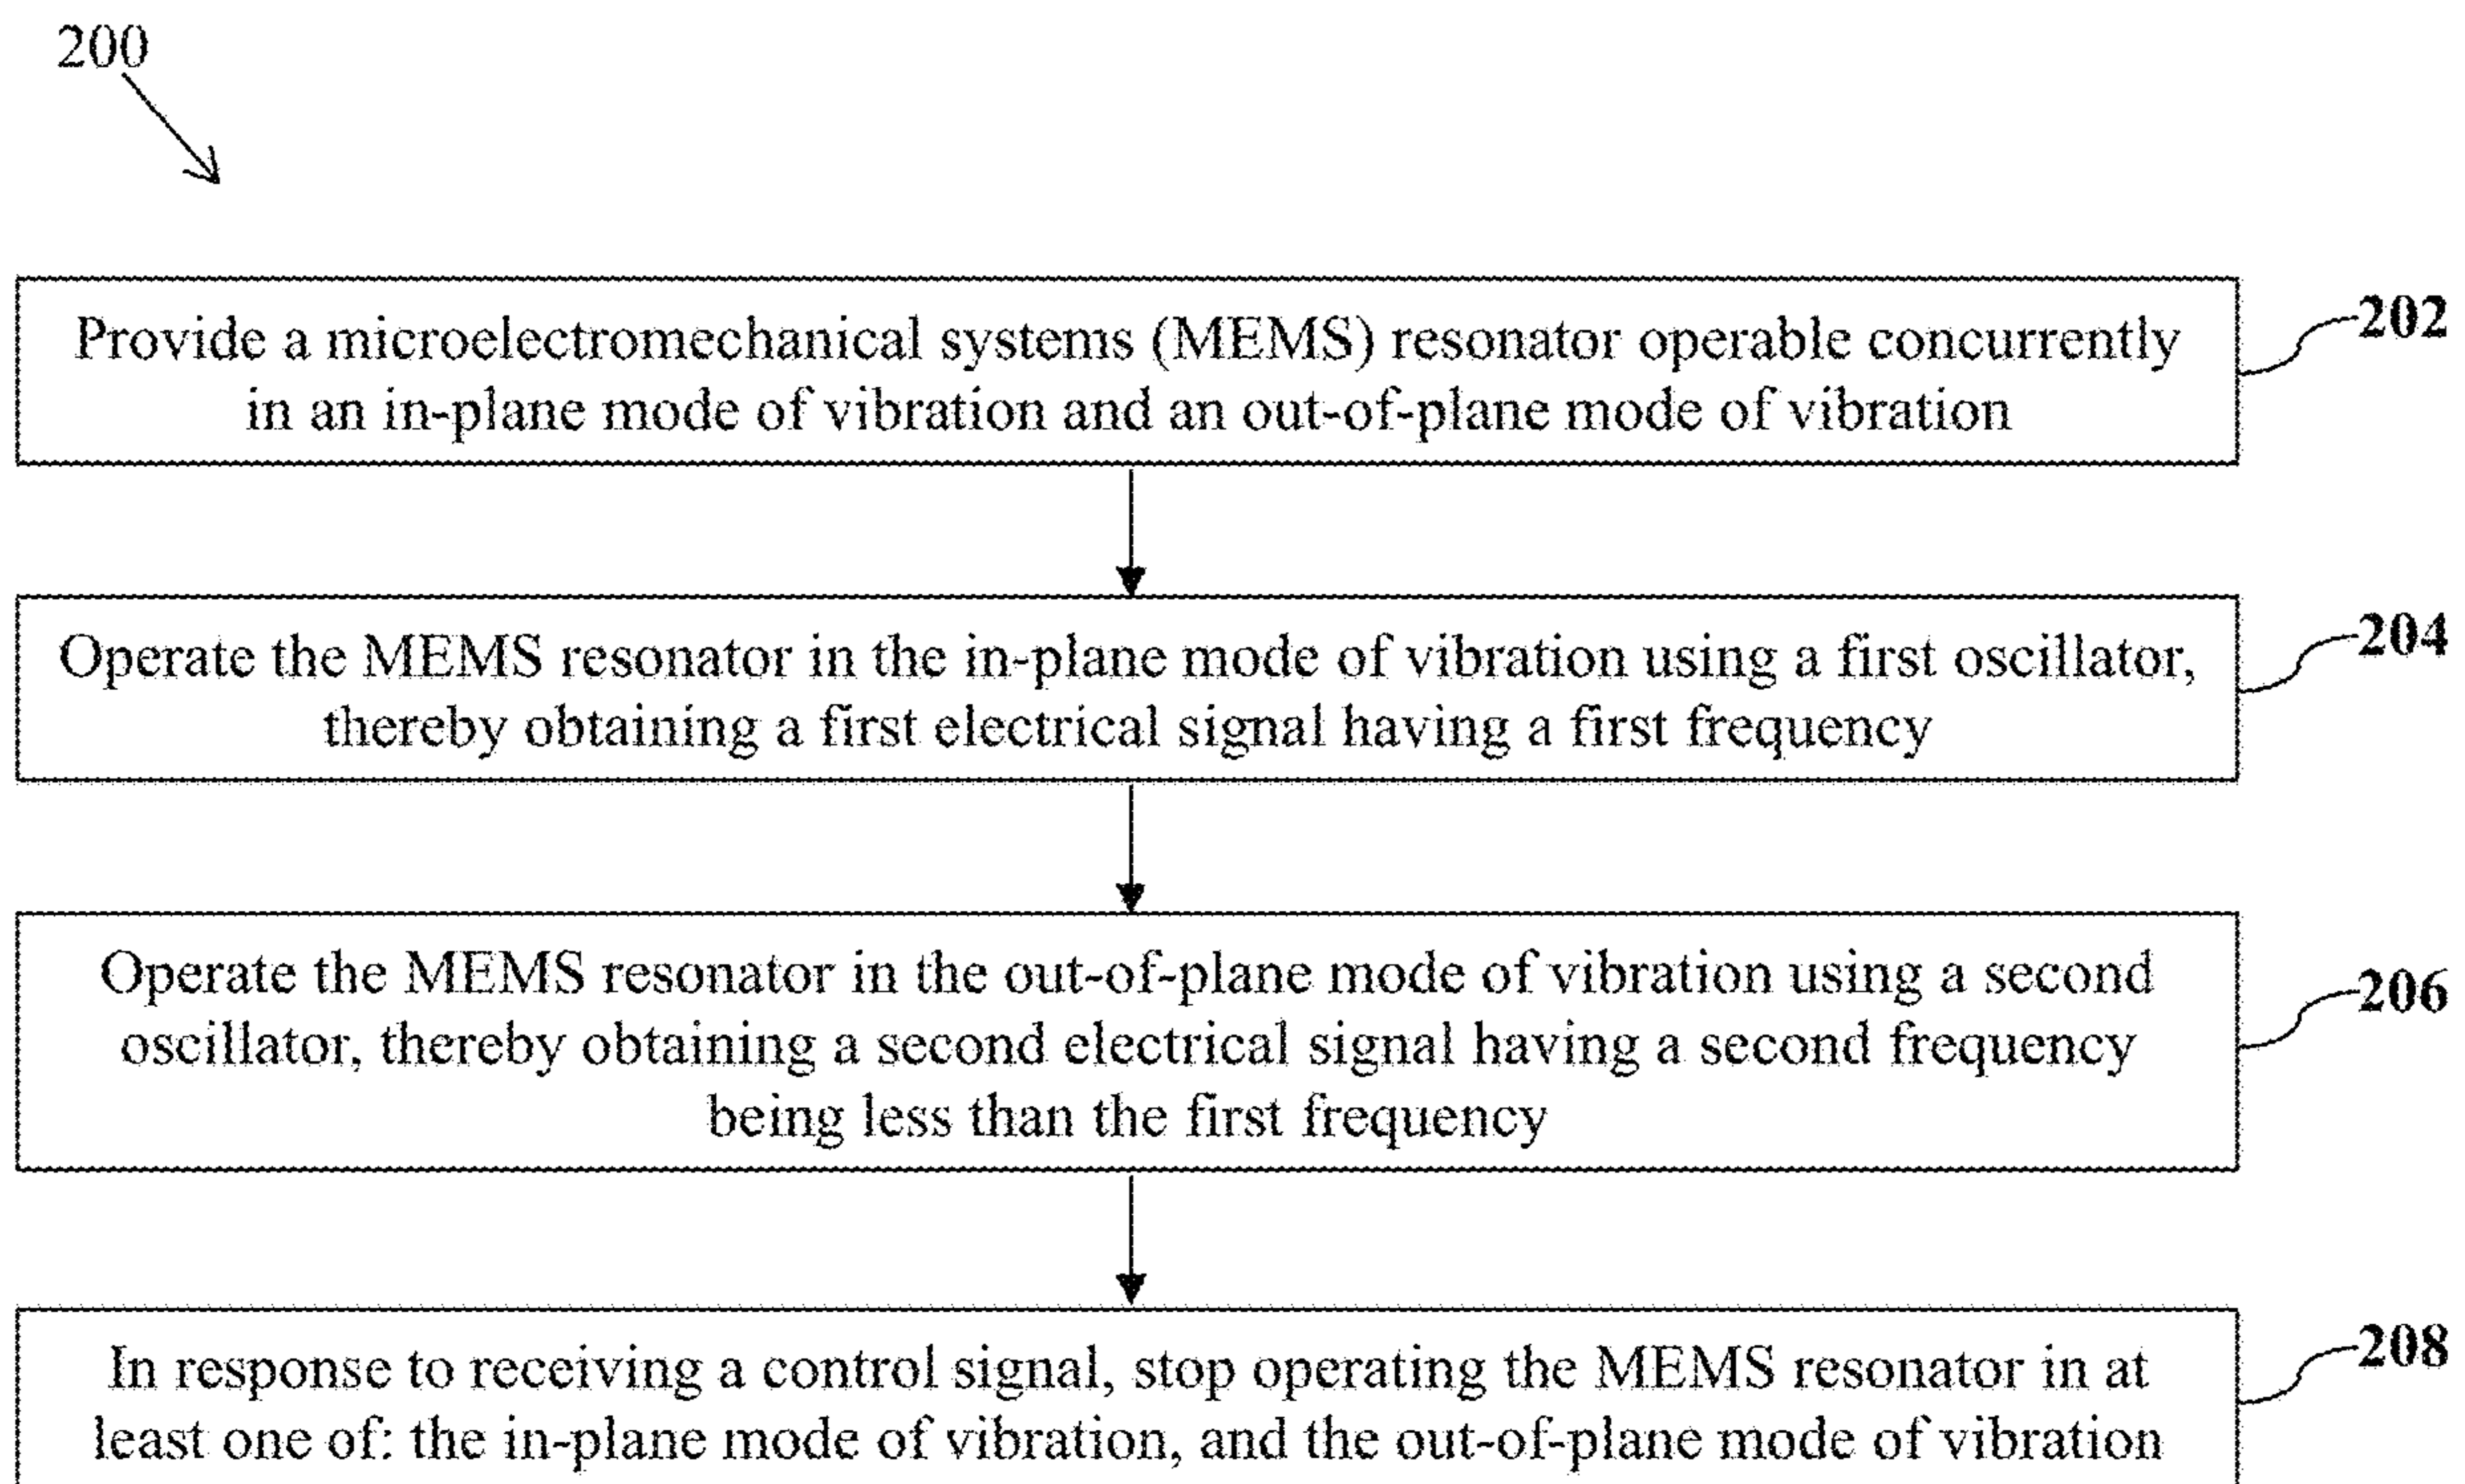 200
Provide a microelectromechanical systems (MEMS) resonator operable concurrently
in an in-plane mode of vibration and an out-of-plane mode of vibration
202
Operate the MEMS resonator in the in-plane mode of vibration using a first oscillator,
thereby obtaining a first electrical signal having a first frequency
204
Operate the MEMS resonator in the out-of-plane mode of vibration using a second
oscillator, thereby obtaining a second electrical signal having a second frequency
being less than the first frequency
206
In response to receiving a control signal, stop operating the MEMS resonator in at
least one of: the in-plane mode of vibration, and the out-of-plane mode of vibration
208